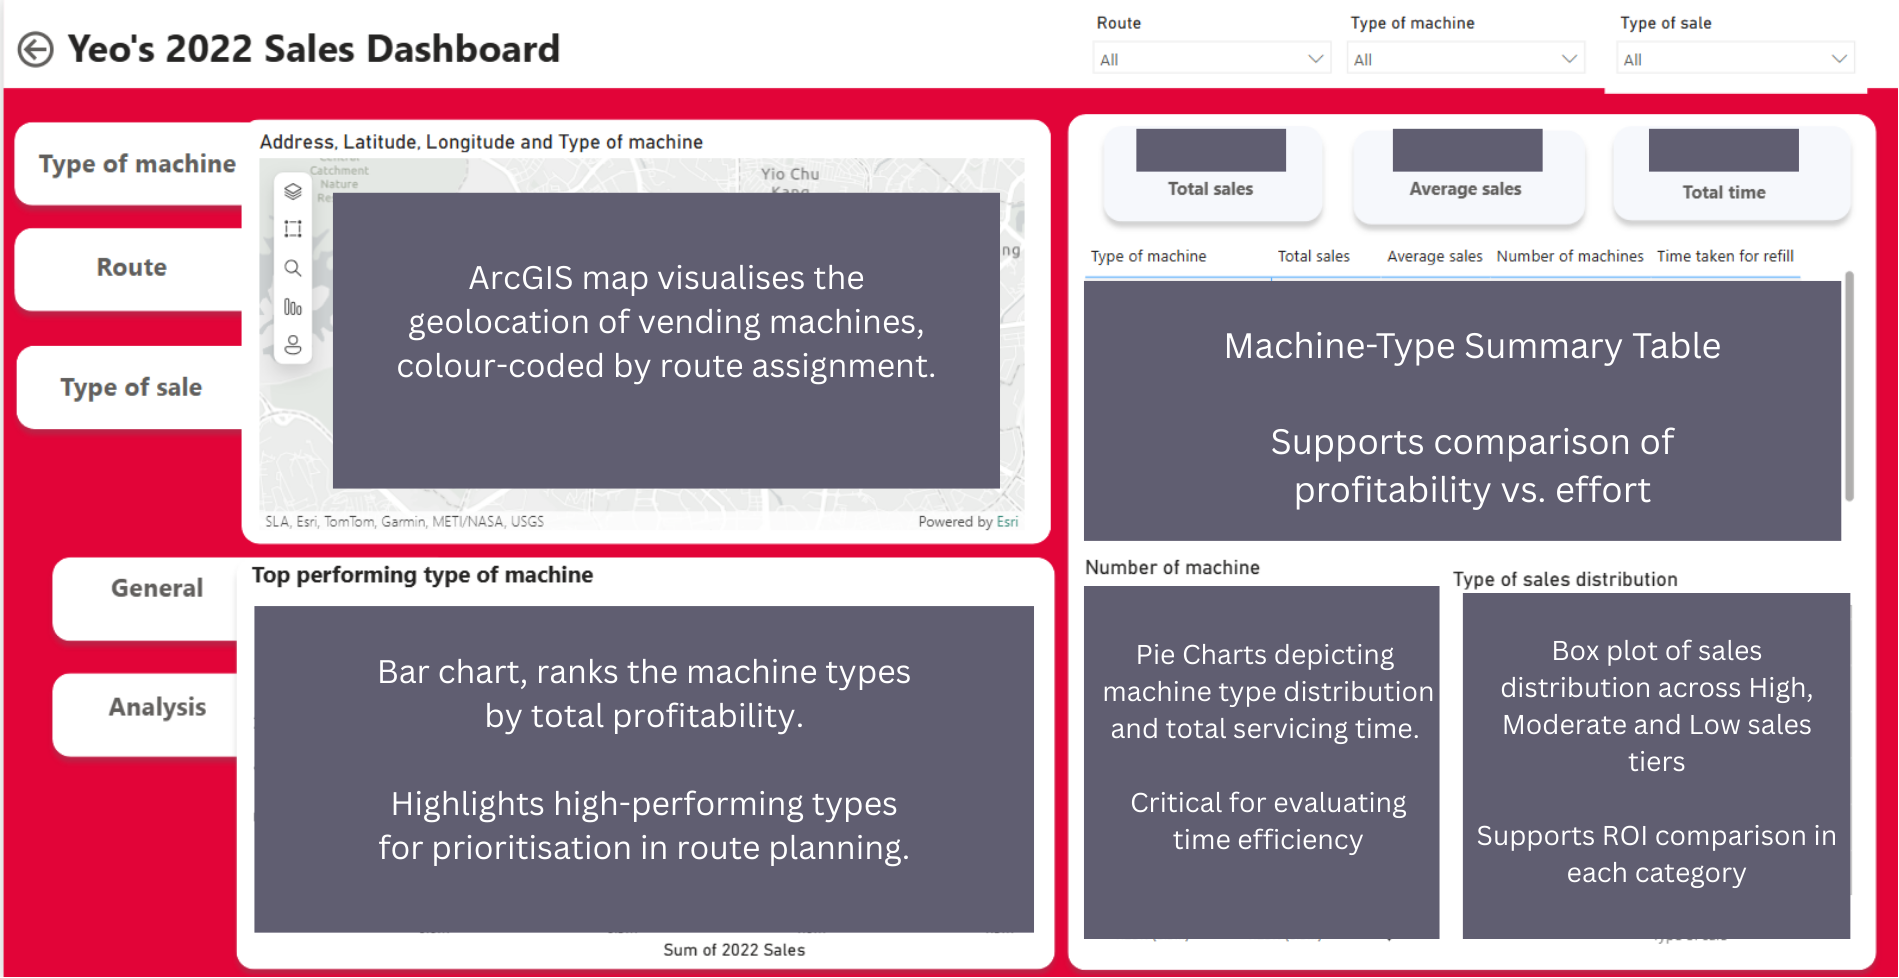 Yeo's 2022 Sales Dashboard
Route
All
Type of machine
All
Type of sale
All
Type of machine
Route
Type of sale
General
Analysis
Address, Latitude, Longitude and Type of machine
Catchment
Nature
Yio Chu
Kang
ng
ArcGIS map visualises the
geolocation of vending machines,
colour-coded by route assignment.
SLA, Esri, TomTom, Garmin, METI/NASA, USGS
Powered by Esri
Top performing type of machine
Bar chart, ranks the machine types
by total profitability.
Highlights high-performing types
for prioritisation in route planning.
Sum of 2022 Sales
Total sales
Average sales
Total time
Type of machine Total sales Average sales Number of machines Time taken for refill
Machine-Type Summary Table
Supports comparison of
profitability vs. effort
Number of machine
Pie Charts depicting
machine type distribution
and total servicing time.
Critical for evaluating
time efficiency
Type of sales distribution
Box plot of sales
distribution across High,
Moderate and Low sales
tiers
Supports ROI comparison in
each category